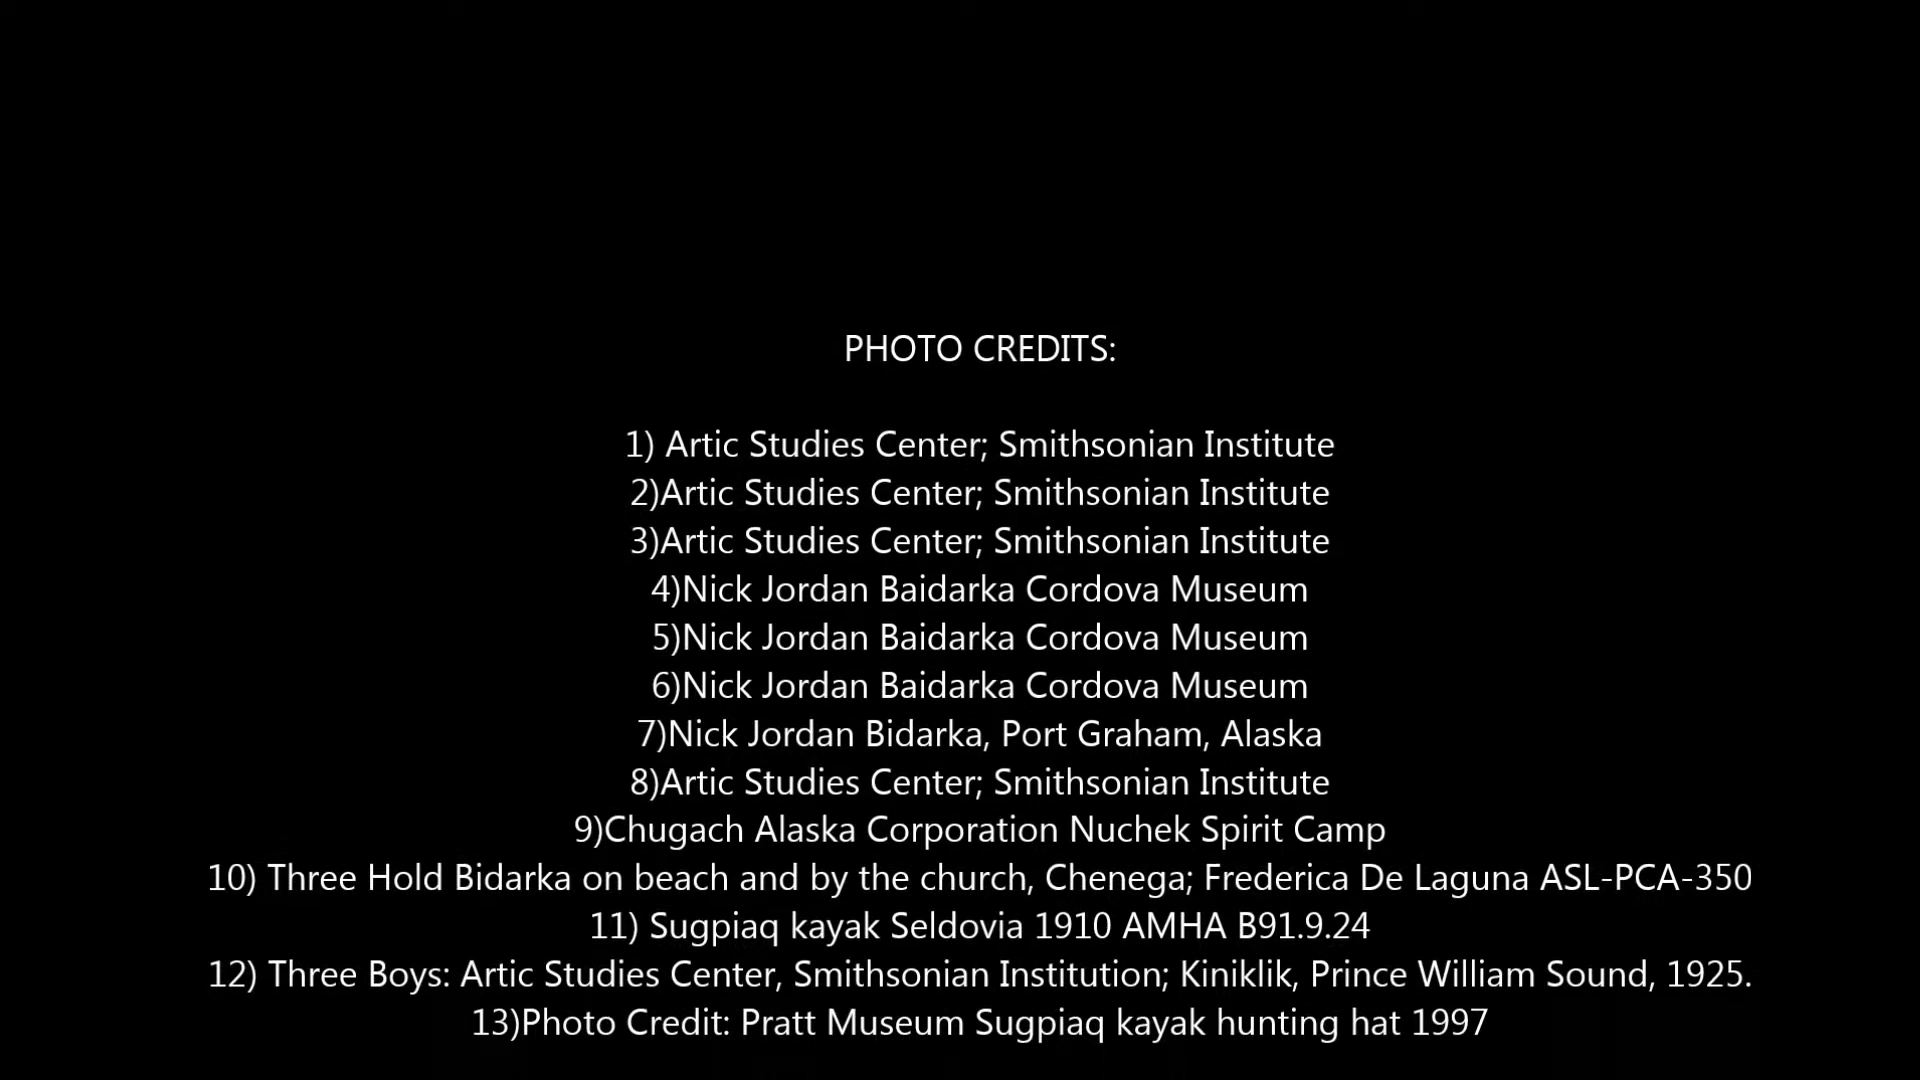 PHOTO CREDITS:
1) Artic Studies Center; Smithsonian Institute
2)Artic Studies Center; Smithsonian Institute
3)Artic Studies Center; Smithsonian Institute
4)Nick Jordan Baidarka Cordova Museum
5)Nick Jordan Baidarka Cordova Museum
6)Nick Jordan Baidarka Cordova Museum
7)Nick Jordan Bidarka, Port Graham, Alaska
8)Artic Studies Center; Smithsonian Institute
9)Chugach Alaska Corporation Nuchek Spirit Camp
10) Three Hold Bidarka on beach and by the church, Chenega; Frederica De Laguna ASL-PCA-350
11) Sugpiaq kayak Seldovia 1910 AMHA B91.9.24
12) Three Boys: Artic Studies Center, Smithsonian Institution; Kiniklik, Prince William Sound, 1925.
13)Photo Credit: Pratt Museum Sugpiaq kayak hunting hat 1997